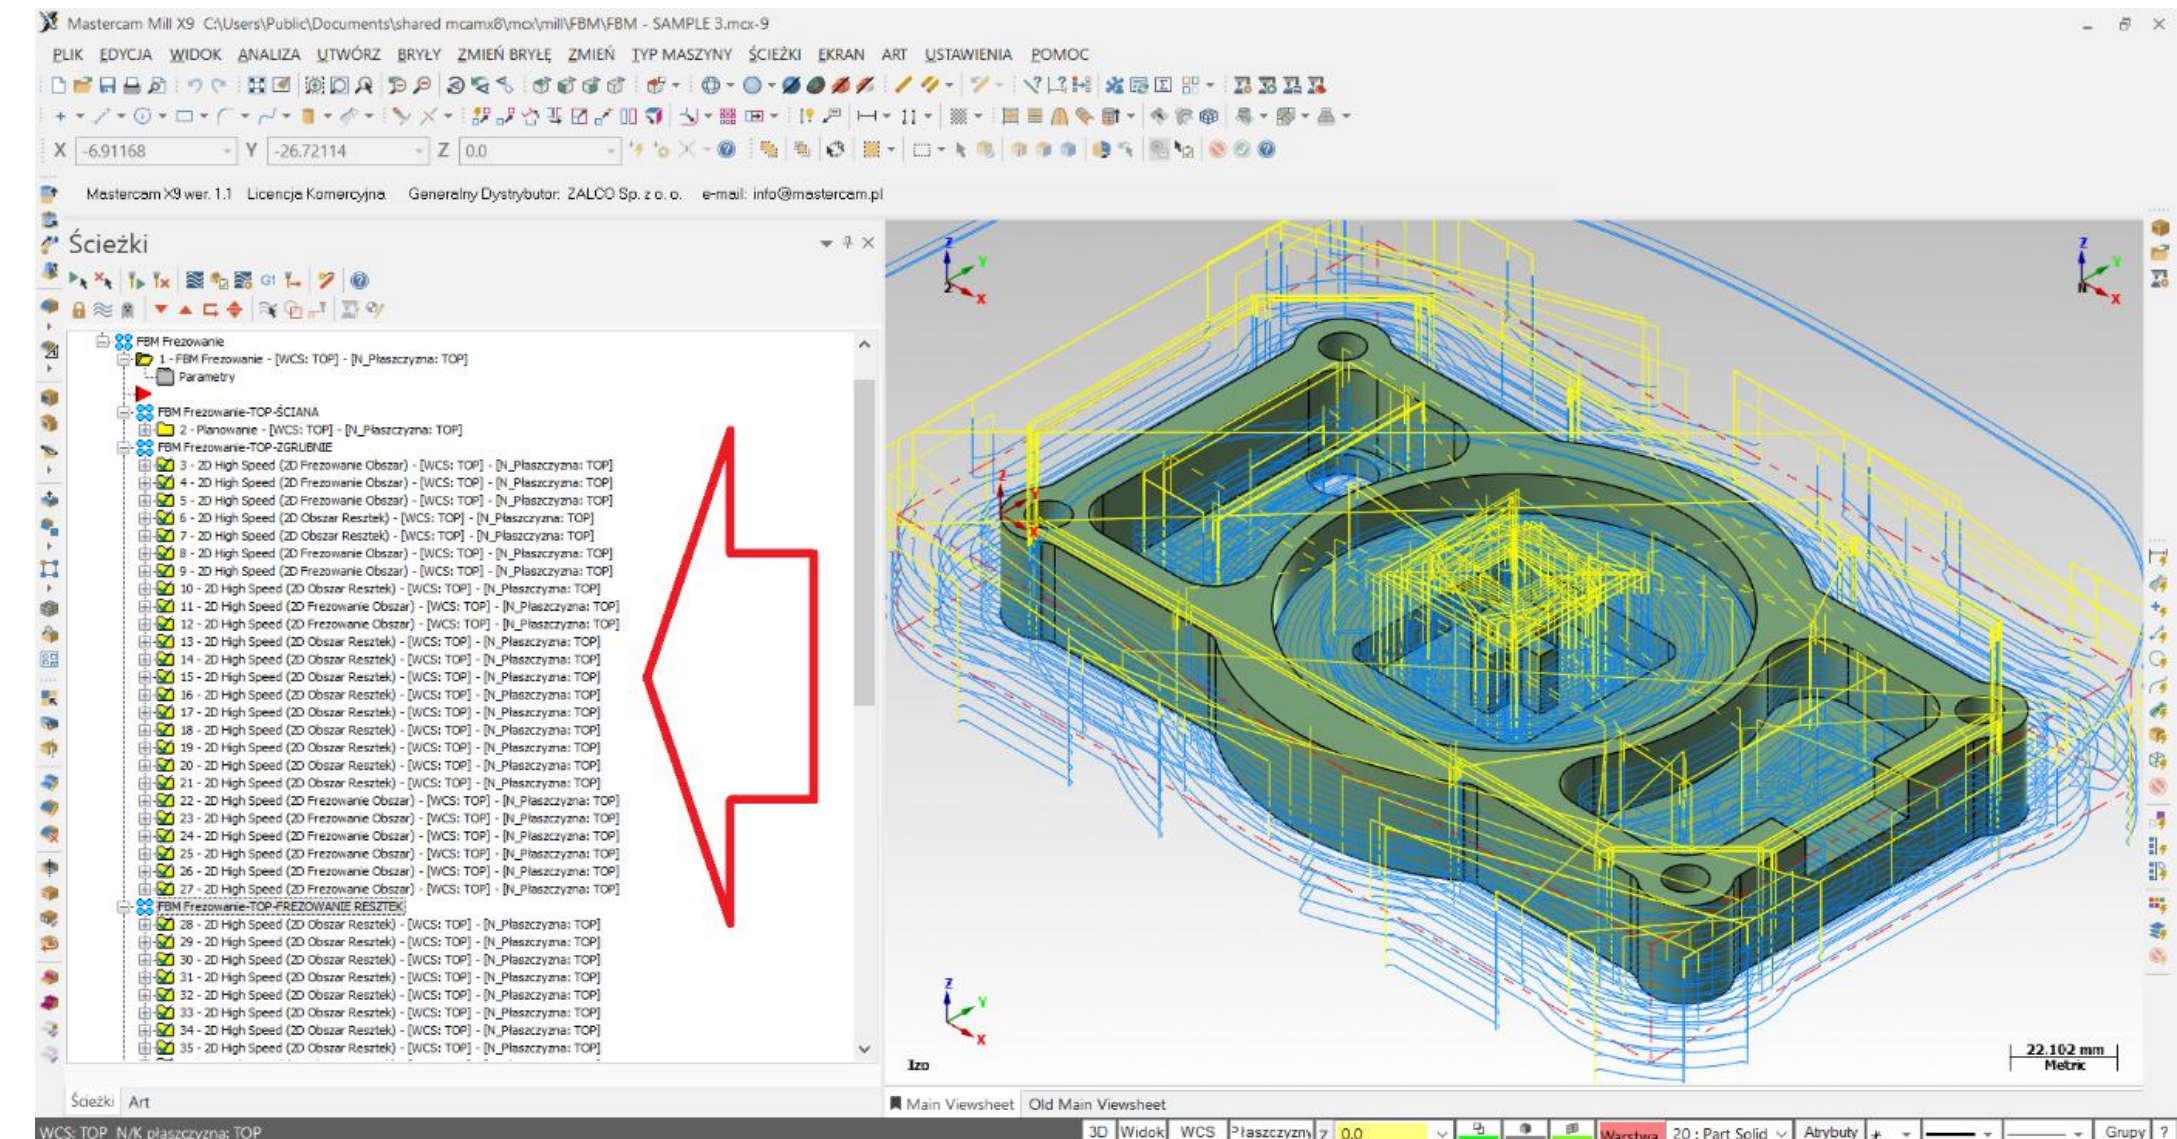 Mastercam Mill X9 C:\Users\Public\Documents\shared mcamx8\mcx\mill\FBM\FBM - SAMPLE 3.mcx-9
PLIK EDYCJA WIDOK ANALIZA UTWÓRZ BRYŁY ZMIEŃ BRYŁĘ ZMIEŃ TYP MASZYNY ŚCIEŻKI EKRAN ART USTAWIENIA POMOC
X -6.91168 Y -26.72114 Z 0.0
Mastercam X9 wer. 1.1 Licencja Komercyjna Generalny Dystrybutor: ZALCO Sp. z o. o. e-mail: info@mastercam.pl
Ścieżki
G1
FBM Frezowanie
1 - FBM Frezowanie - [WCS: TOP] - [N_Płaszczyzna: TOP]
Parametry
FBM Frezowanie-TOP-ŚCIANA
2 - Planowanie - [WCS: TOP] - [N_Płaszczyzna: TOP]
FBM Frezowanie-TOP-ZGRUBNIE
3 - 2D High Speed (2D Frezowanie Obszar) - [WCS: TOP] - [N_Płaszczyzna: TOP]
4 - 2D High Speed (2D Frezowanie Obszar) - [WCS: TOP] - [N_Płaszczyzna: TOP]
5 - 2D High Speed (2D Frezowanie Obszar) - [WCS: TOP] - [N_Płaszczyzna: TOP]
6 - 2D High Speed (2D Obszar Resztek) - [WCS: TOP] - [N_Płaszczyzna: TOP]
7 - 2D High Speed (2D Obszar Resztek) - [WCS: TOP] - [N_Płaszczyzna: TOP]
8 - 2D High Speed (2D Frezowanie Obszar) - [WCS: TOP] - [N_Płaszczyzna: TOP]
9 - 2D High Speed (2D Frezowanie Obszar) - [WCS: TOP] - [N_Płaszczyzna: TOP]
10 - 2D High Speed (2D Obszar Resztek) - [WCS: TOP] - [N_Płaszczyzna: TOP]
11 - 2D High Speed (2D Frezowanie Obszar) - [WCS: TOP] - [N_Płaszczyzna: TOP]
12 - 2D High Speed (2D Frezowanie Obszar) - [WCS: TOP] - [N_Płaszczyzna: TOP]
13 - 2D High Speed (2D Obszar Resztek) - [WCS: TOP] - [N_Płaszczyzna: TOP]
14 - 2D High Speed (2D Obszar Resztek) - [WCS: TOP] - [N_Płaszczyzna: TOP]
15 - 2D High Speed (2D Obszar Resztek) - [WCS: TOP] - [N_Płaszczyzna: TOP]
16 - 2D High Speed (2D Obszar Resztek) - [WCS: TOP] - [N_Płaszczyzna: TOP]
17 - 2D High Speed (2D Obszar Resztek) - [WCS: TOP] - [N_Płaszczyzna: TOP]
18 - 2D High Speed (2D Obszar Resztek) - [WCS: TOP] - [N_Płaszczyzna: TOP]
19 - 2D High Speed (2D Obszar Resztek) - [WCS: TOP] - [N_Płaszczyzna: TOP]
20 - 2D High Speed (2D Obszar Resztek) - [WCS: TOP] - [N_Płaszczyzna: TOP]
21 - 2D High Speed (2D Obszar Resztek) - [WCS: TOP] - [N_Płaszczyzna: TOP]
22 - 2D High Speed (2D Frezowanie Obszar) - [WCS: TOP] - [N_Płaszczyzna: TOP]
23 - 2D High Speed (2D Frezowanie Obszar) - [WCS: TOP] - [N_Płaszczyzna: TOP]
24 - 2D High Speed (2D Frezowanie Obszar) - [WCS: TOP] - [N_Płaszczyzna: TOP]
25 - 2D High Speed (2D Frezowanie Obszar) - [WCS: TOP] - [N_Płaszczyzna: TOP]
26 - 2D High Speed (2D Frezowanie Obszar) - [WCS: TOP] - [N_Płaszczyzna: TOP]
27 - 2D High Speed (2D Frezowanie Obszar) - [WCS: TOP] - [N_Płaszczyzna: TOP]
FBM Frezowanie-TOP-FREZOWANIE RESZTEK
28 - 2D High Speed (2D Obszar Resztek) - [WCS: TOP] - [N_Płaszczyzna: TOP]
29 - 2D High Speed (2D Obszar Resztek) - [WCS: TOP] - [N_Płaszczyzna: TOP]
30 - 2D High Speed (2D Obszar Resztek) - [WCS: TOP] - [N_Płaszczyzna: TOP]
31 - 2D High Speed (2D Obszar Resztek) - [WCS: TOP] - [N_Płaszczyzna: TOP]
32 - 2D High Speed (2D Obszar Resztek) - [WCS: TOP] - [N_Płaszczyzna: TOP]
33 - 2D High Speed (2D Obszar Resztek) - [WCS: TOP] - [N_Płaszczyzna: TOP]
34 - 2D High Speed (2D Obszar Resztek) - [WCS: TOP] - [N_Płaszczyzna: TOP]
35 - 2D High Speed (2D Obszar Resztek) - [WCS: TOP] - [N_Płaszczyzna: TOP]
Ścieżki Art
Z Y X 2
Z Y X N
Z Y X
Izo
22.102 mm
Metric
Main Viewsheet Old Main Viewsheet
WCS: TOP N/K płaszczyzna: TOP
3D Widok WCS Płaszczyzny Z 0.0 Warstwa 20 : Part Solid Atrybuty Grupy ?